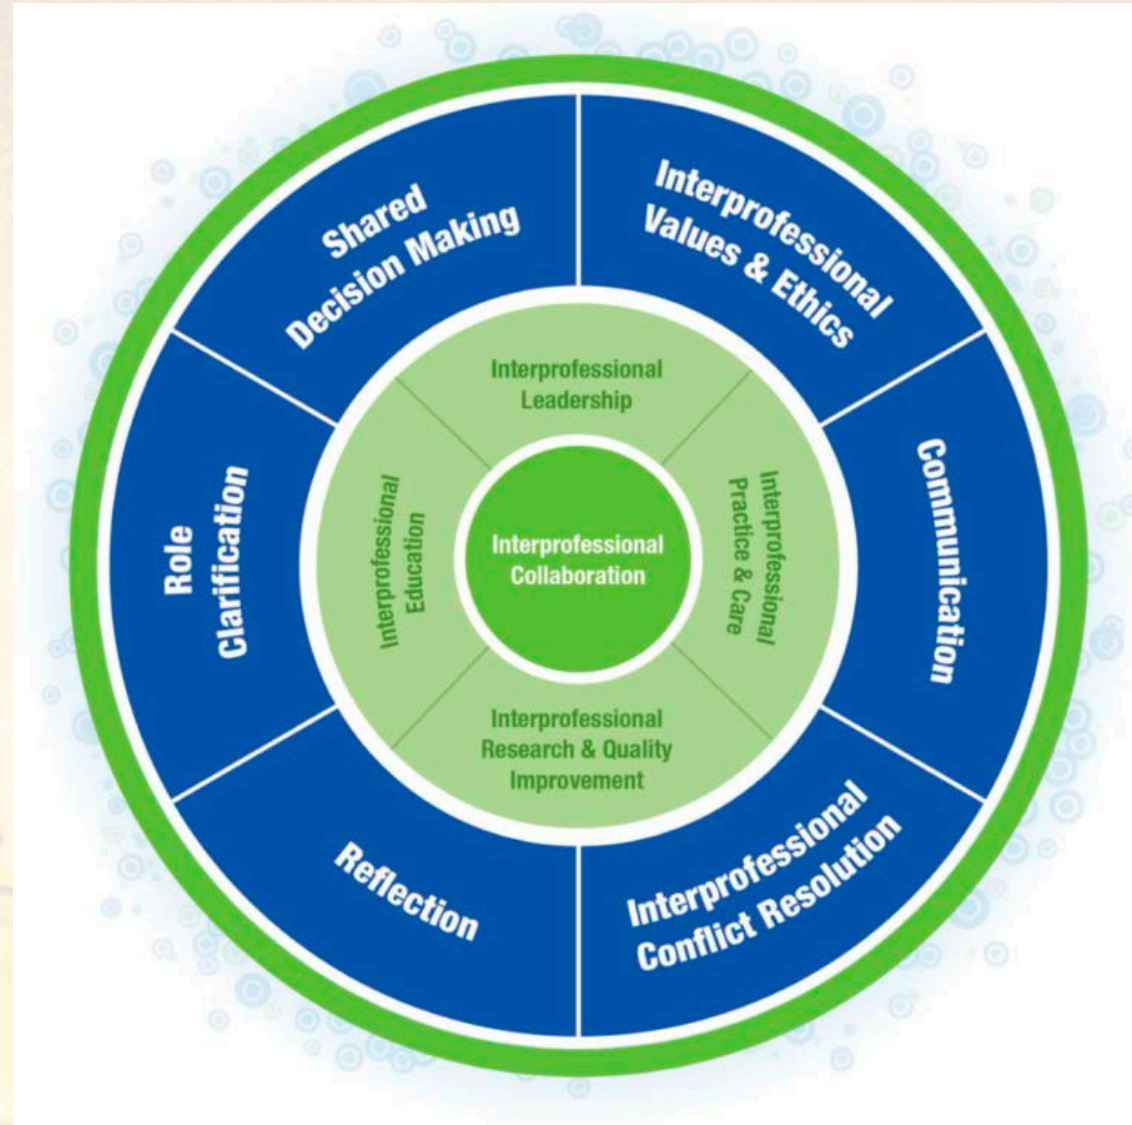 Shared
Decision Making
Interprofessional
Values & Ethics
Communication
Interprofessional
Conflict Resolution
Reflection
Role
Clarification
Interprofessional
Leadership
Interprofessional
Practice & Care
Interprofessional
Research & Quality
Improvement
Interprofessional
Education
Interprofessional
Collaboration